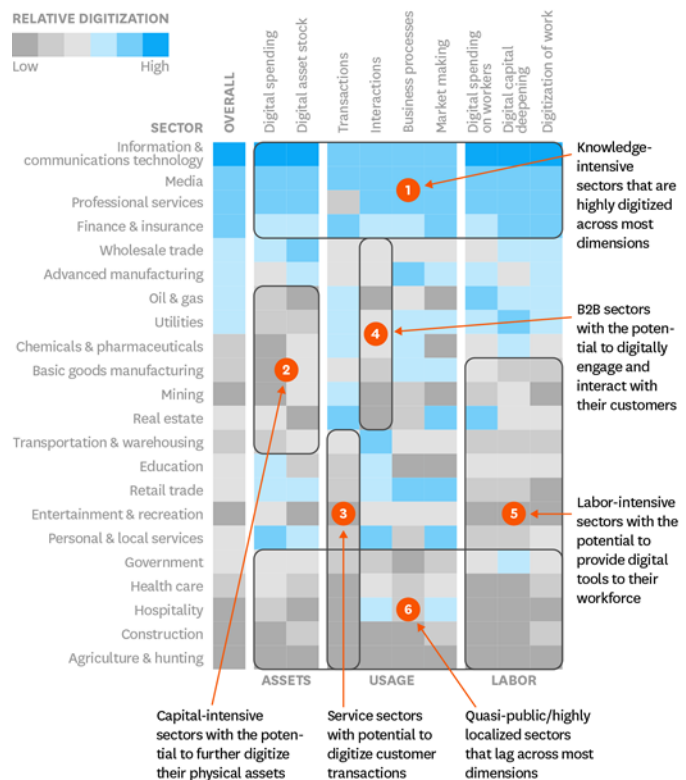 RELATIVE DIGITIZATION
Low
High
SECTOR
OVERALL
Digital spending
Digital asset stock
Transactions
Interactions
Business processes
Market making
Digital spending
on workers
Digital capital
deepening
Digitization of work
Information &
communications technology
Media
Professional services
Finance & insurance
Wholesale trade
Advanced manufacturing
Oil & gas
Utilities
Chemicals & pharmaceuticals
Basic goods manufacturing
Mining
Real estate
Transportation & warehousing
Education
Retail trade
Entertainment & recreation
Personal & local services
Government
Health care
Hospitality
Construction
Agriculture & hunting
ASSETS
USAGE
LABOR
1
Knowledge-
intensive
sectors that are
highly digitized
across most
dimensions
4
B2B sectors
with the poten-
tial to digitally
engage and
interact with
their customers
2
3
5
Labor-intensive
sectors with the
potential to
provide digital
tools to their
workforce
6
Capital-intensive
sectors with the poten-
tial to further digitize
their physical assets
Service sectors
with potential to
digitize customer
transactions
Quasi-public/highly
localized sectors
that lag across most
dimensions